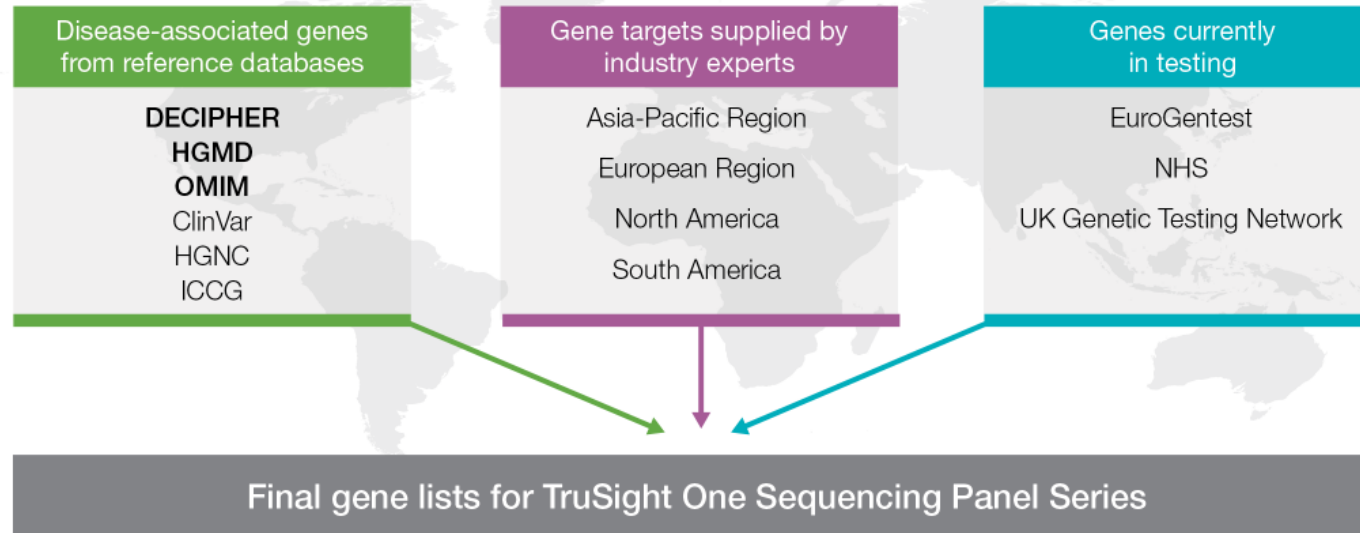 Disease-associated genes
from reference databases
DECIPHER
HGMD
OMIM
ClinVar
HGNC
ICCG
Gene targets supplied by
industry experts
Asia-Pacific Region
European Region
North America
South America
Genes currently
in testing
EuroGentest
NHS
UK Genetic Testing Network
Final gene lists for TruSight One Sequencing Panel Series